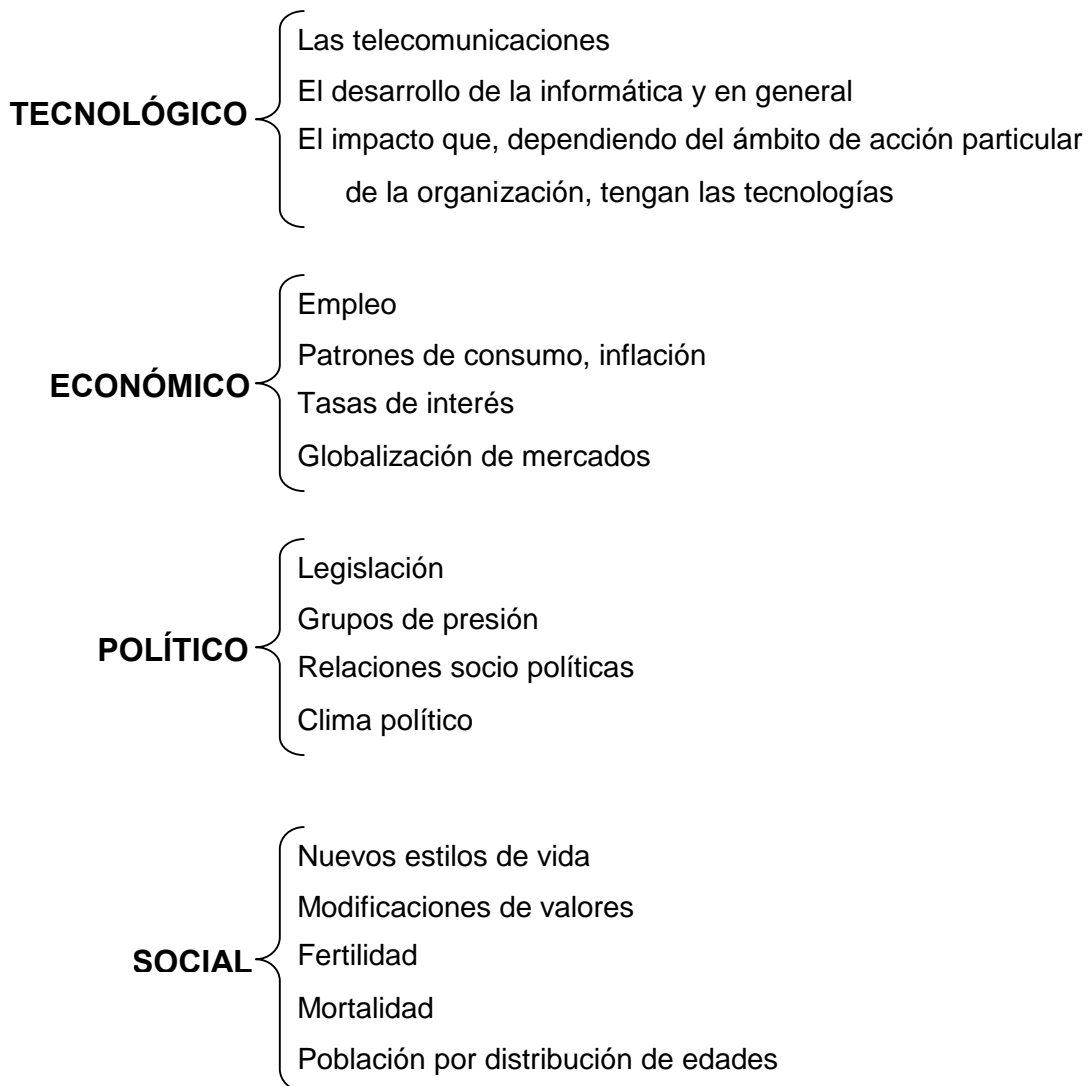 Las telecomunicaciones
El desarrollo de la informática y en general
TECNOLÓGICO
El impacto que, dependiendo del ámbito de acción particular
de la organización, tengan las tecnologías
Empleo
Patrones de consumo, inflación
ECONÓMICO
Tasas de interés
Globalización de mercados
Legislación
Grupos de presión
POLÍTICO
Relaciones socio políticas
Clima político
Nuevos estilos de vida
Modificaciones de valores
SOCIAL
Fertilidad
Mortalidad
Población por distribución de edades